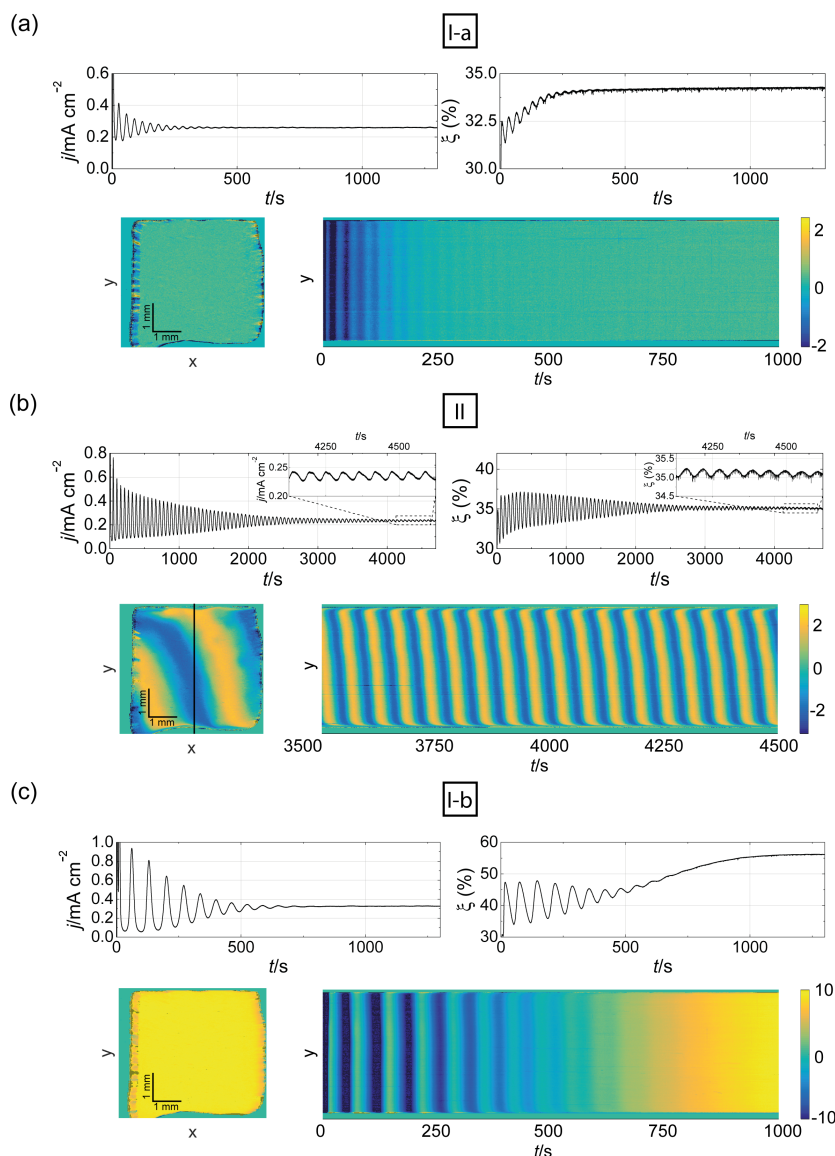 (a)
I-a
0.6
0.4
0.2
0.0
j/mA cm⁻²
0
500
1000
t/s
35.0
32.5
30.0
ξ (%)
0
500
1000
t/s
y
1 mm
1 mm
x
y
0
250
500
750
1000
t/s
2
0
-2
(b)
II
0.8
0.6
0.4
0.2
0.0
j/mA cm⁻²
0
1000
2000
3000
4000
t/s
t/s
4250
4500
0.25
0.20
j/mA cm⁻²
40
35
30
ξ (%)
0
1000
2000
3000
4000
t/s
t/s
4250
4500
35.5
35.0
34.5
ξ (%)
y
1 mm
1 mm
x
y
3500
3750
4000
4250
4500
t/s
2
0
-2
(c)
I-b
1.0
0.8
0.6
0.4
0.2
0.0
j/mA cm⁻²
0
500
1000
t/s
60
50
40
30
ξ (%)
0
500
1000
t/s
y
1 mm
1 mm
x
y
0
250
500
750
1000
t/s
10
0
-10